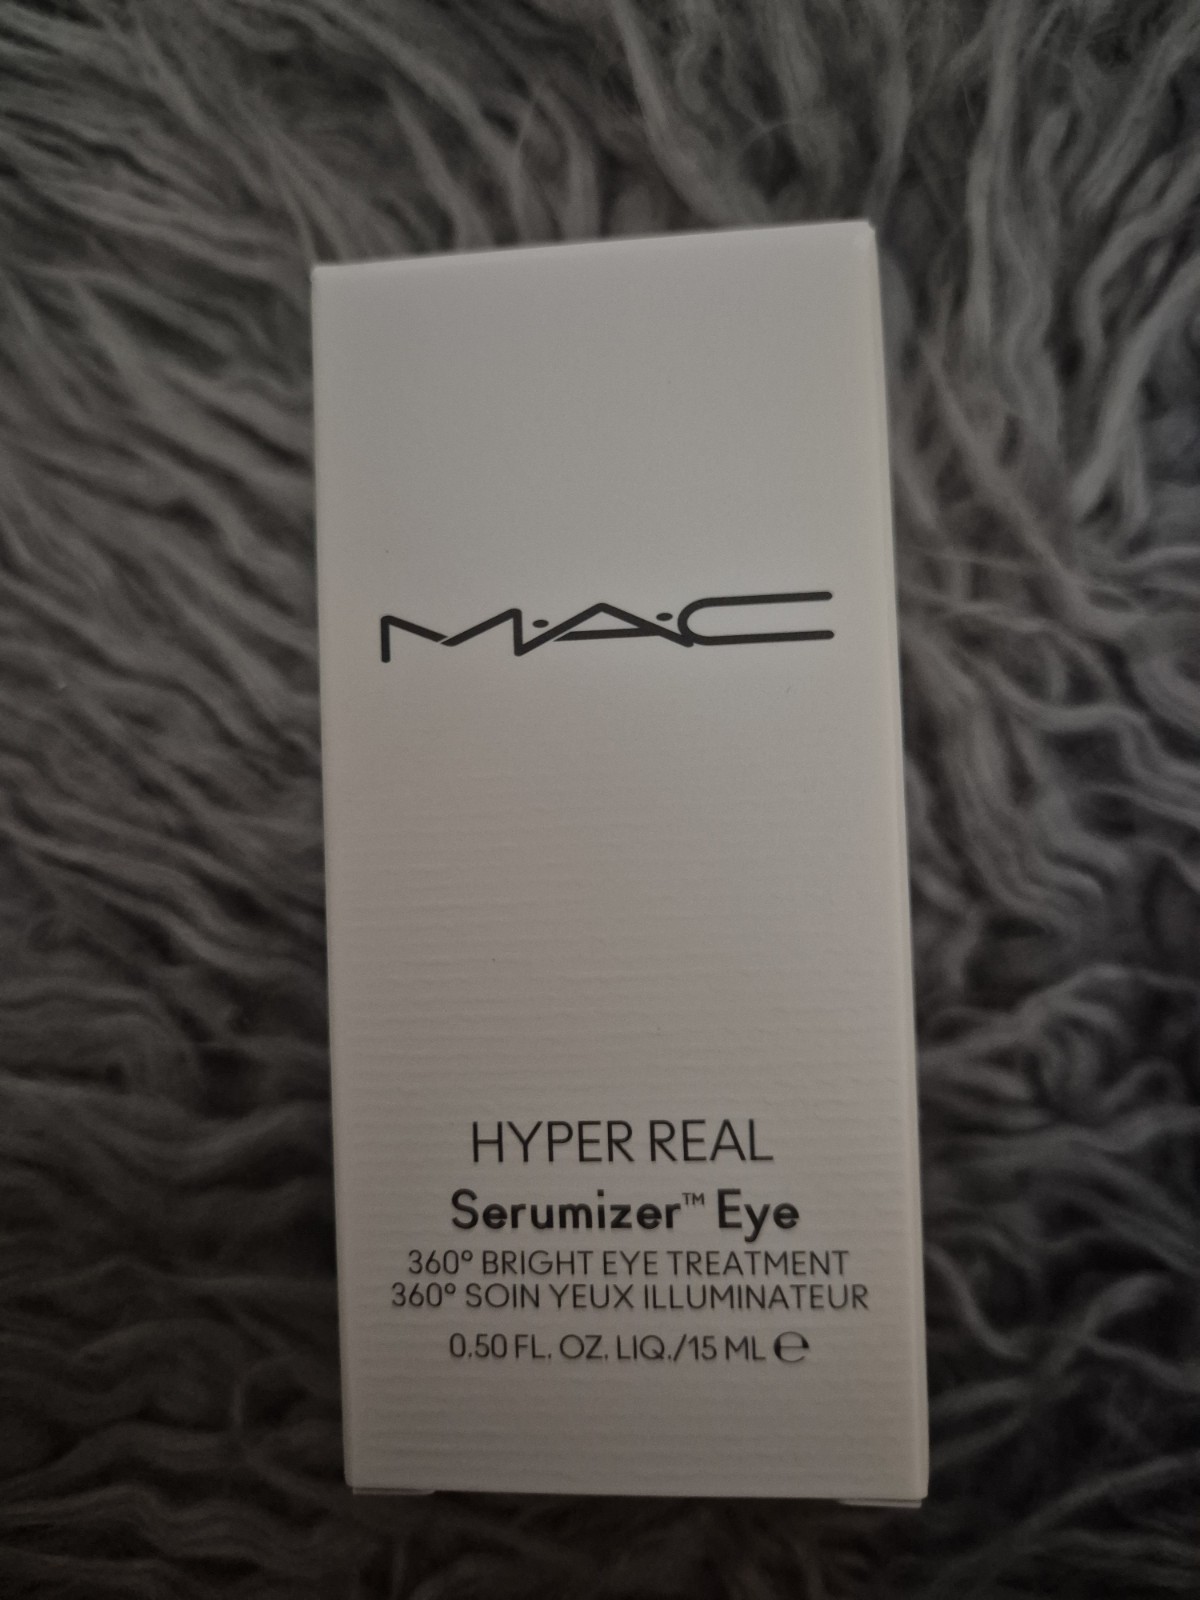 M·A·C
HYPER REAL
Serumizer™ Eye
360° BRIGHT EYE TREATMENT
360° SOIN YEUX ILLUMINATEUR
0.50 FL. OZ. LIQ./15 ML ℮